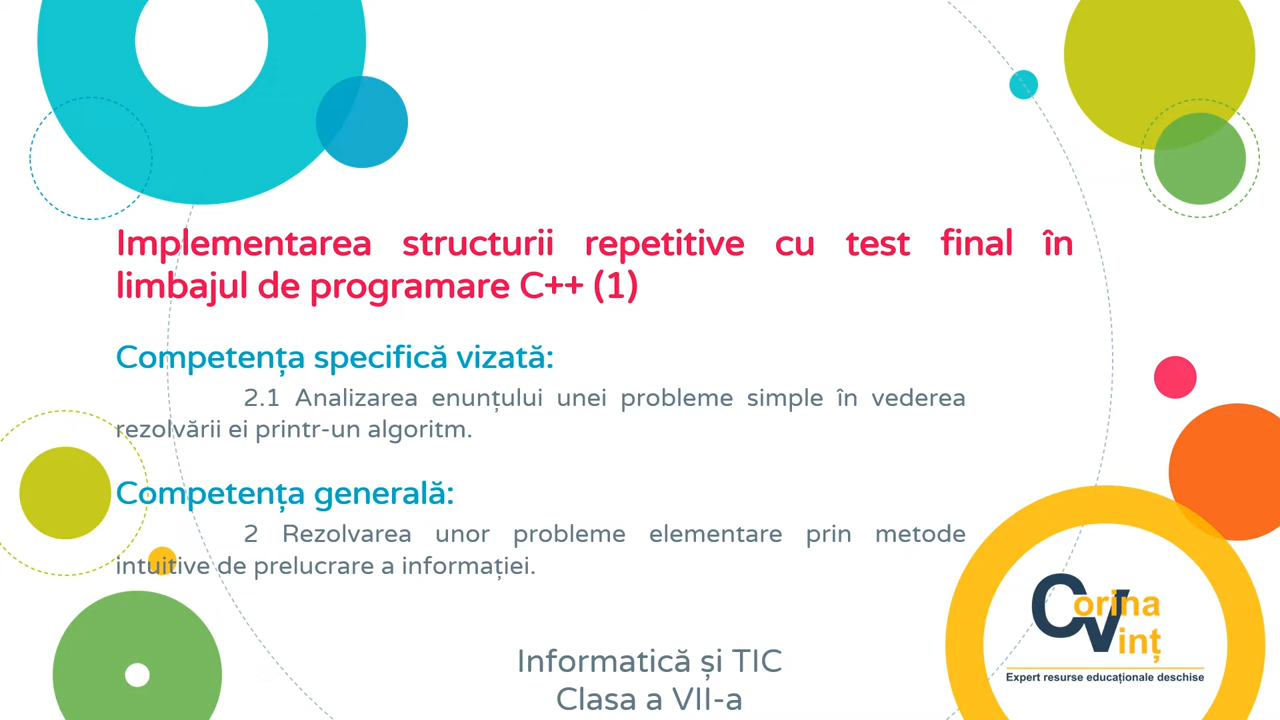 Implementarea structurii repetitive cu test final în
limbajul de programare C++ (1)
Competența specifică vizată:
2.1 Analizarea enunțului unei probleme simple în vederea
rezolvării ei printr-un algoritm.
Competența generală:
2 Rezolvarea unor probleme elementare prin metode
intuitive de prelucrare a informației.
Informatică și TIC
Clasa a VII-a
Corina
Vinț
Expert resurse educaționale deschise